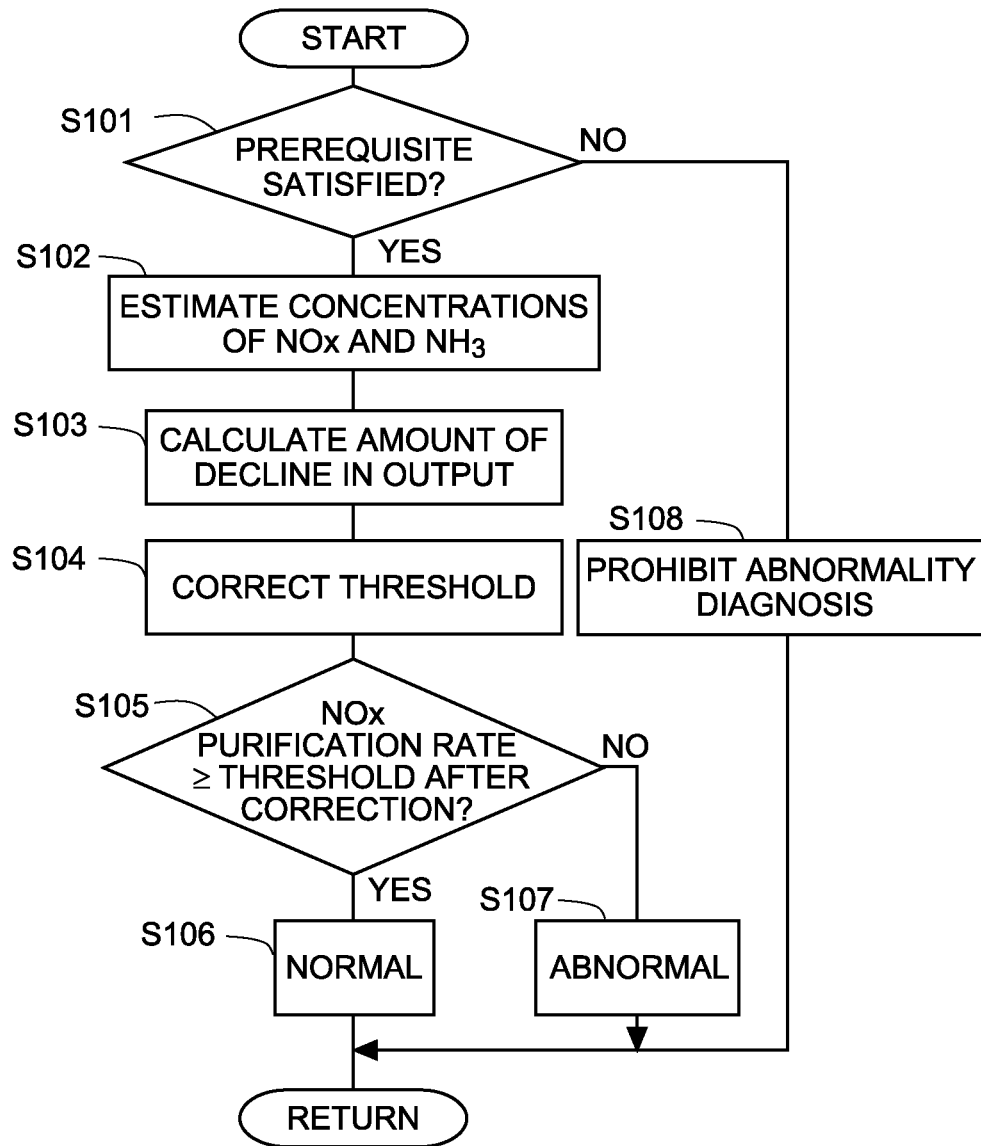 START
S101
PREREQUISITE
SATISFIED?
NO
YES
S102
ESTIMATE CONCENTRATIONS
OF NOx AND NH3
S103
CALCULATE AMOUNT OF
DECLINE IN OUTPUT
S104
CORRECT THRESHOLD
S108
PROHIBIT ABNORMALITY
DIAGNOSIS
S105
NOx
PURIFICATION RATE
≥ THRESHOLD AFTER
CORRECTION?
NO
YES
S106
NORMAL
S107
ABNORMAL
RETURN